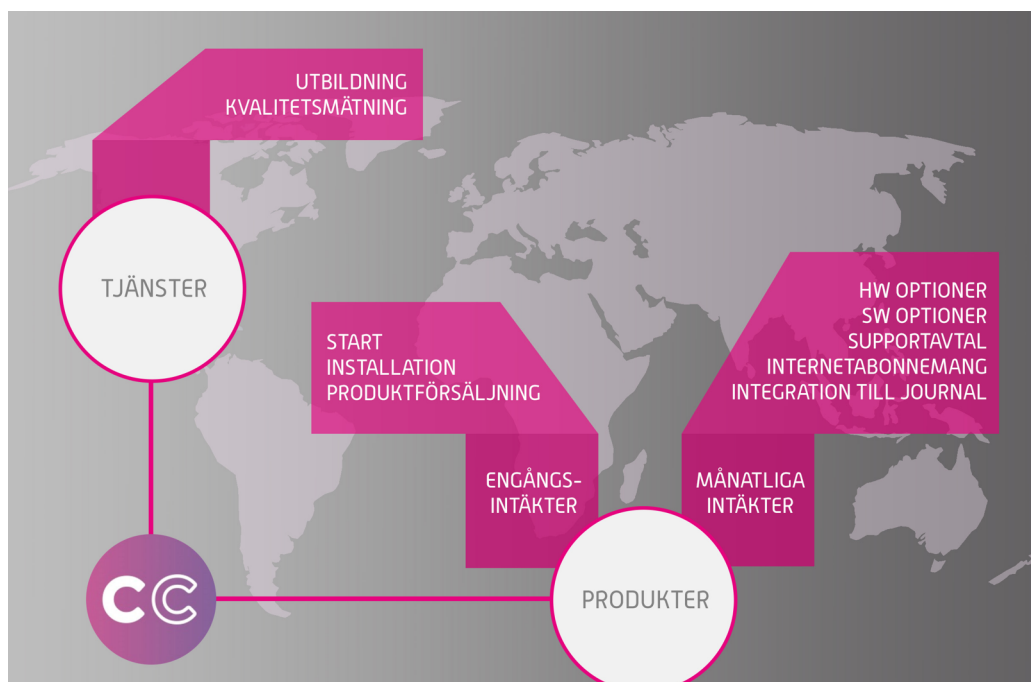 UTBILDNING
KVALITETSMÄTNING
TJÄNSTER
START
INSTALLATION
PRODUKTFÖRSÄLJNING
ENGÅNGS-
INTÄKTER
HW OPTIONER
SW OPTIONER
SUPPORTAVTAL
INTERNETABONNEMANG
INTEGRATION TILL JOURNAL
MÅNATLIGA
INTÄKTER
CC
PRODUKTER